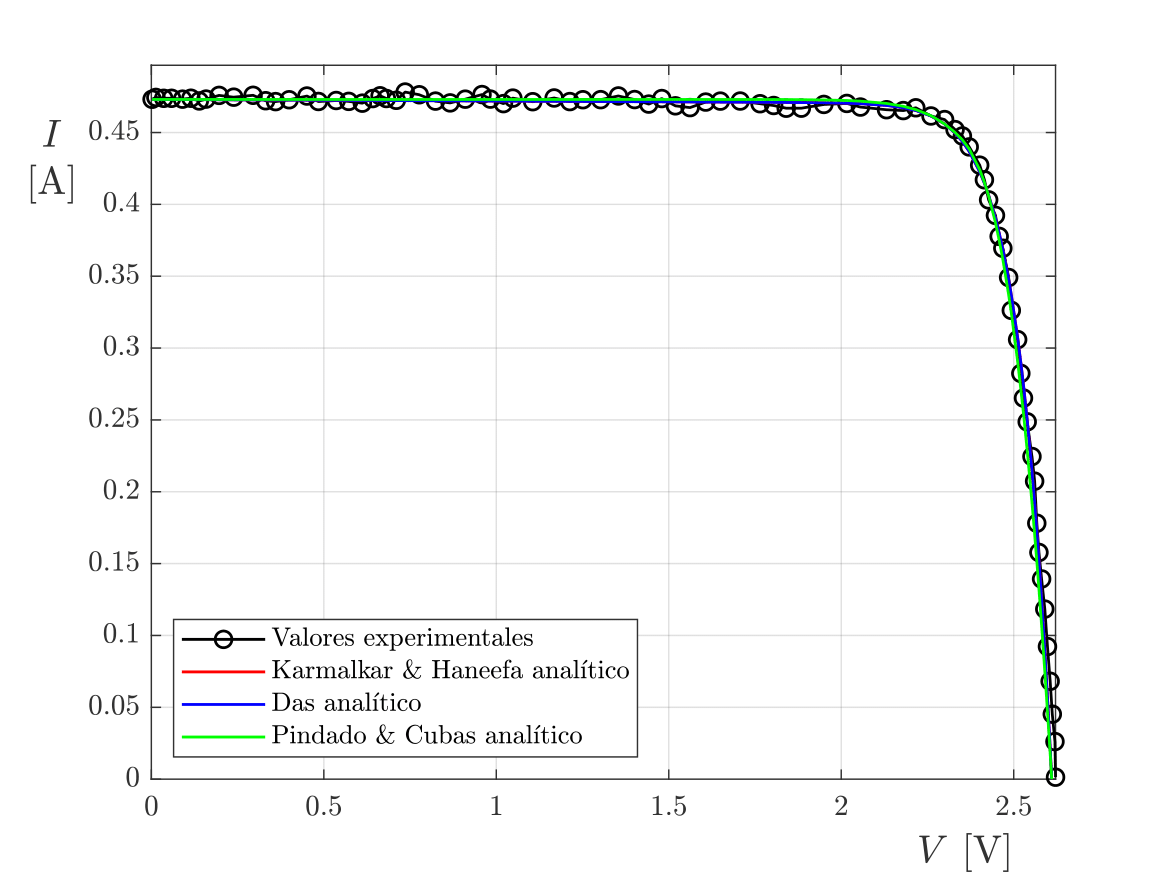 I
[A]
0.45
0.4
0.35
0.3
0.25
0.2
0.15
0.1
0.05
0
Valores experimentales
Karmalkar & Haneefa analítico
Das analítico
Pindado & Cubas analítico
0 0.5 1 1.5 2 2.5
V [V]